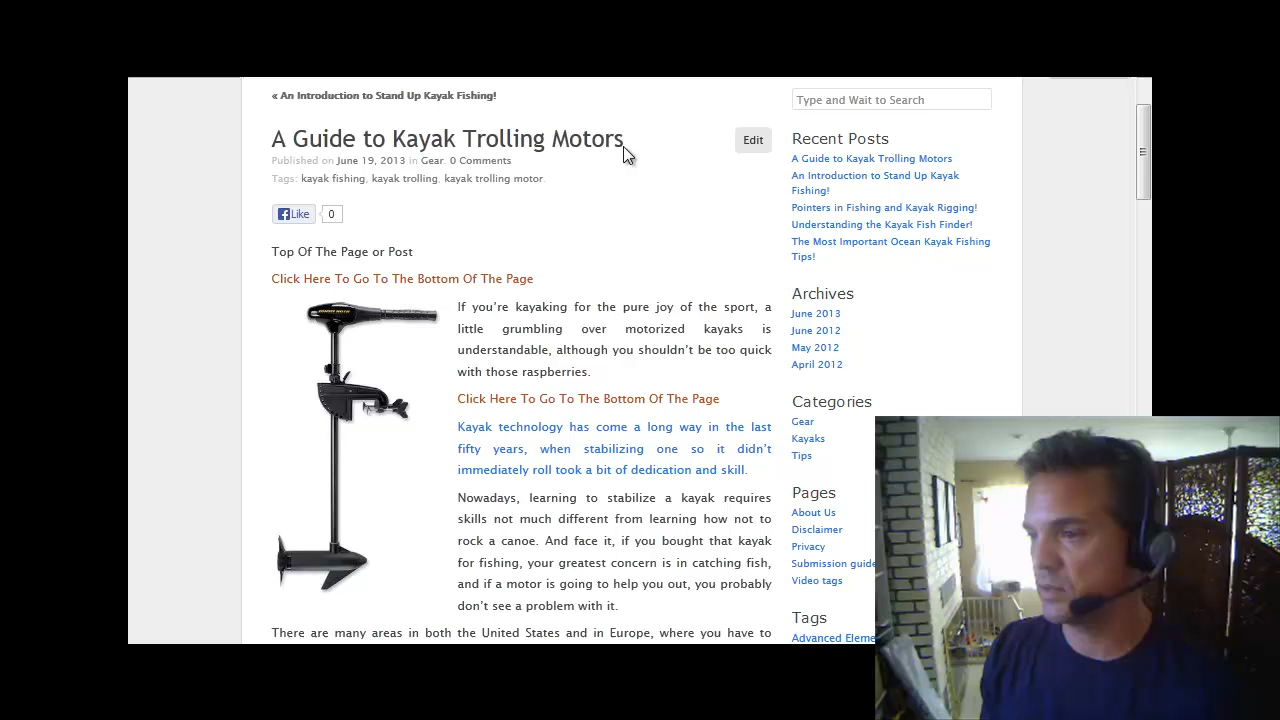 « An Introduction to Stand Up Kayak Fishing!
A Guide to Kayak Trolling Motors
Edit
Published on June 19, 2013 in Gear. 0 Comments
Tags: kayak fishing, kayak trolling, kayak trolling motor.
Like 0
Top Of The Page or Post
Click Here To Go To The Bottom Of The Page
If you're kayaking for the pure joy of the sport, a
little grumbling over motorized kayaks is
understandable, although you shouldn't be too quick
with those raspberries.
Click Here To Go To The Bottom Of The Page
Kayak technology has come a long way in the last
fifty years, when stabilizing one so it didn't
immediately roll took a bit of dedication and skill.
Nowadays, learning to stabilize a kayak requires
skills not much different from learning how not to
rock a canoe. And face it, if you bought that kayak
for fishing, your greatest concern is in catching fish,
and if a motor is going to help you out, you probably
don't see a problem with it.
There are many areas in both the United States and in Europe, where you have to
Type and Wait to Search
Recent Posts
A Guide to Kayak Trolling Motors
An Introduction to Stand Up Kayak
Fishing!
Pointers in Fishing and Kayak Rigging!
Understanding the Kayak Fish Finder!
The Most Important Ocean Kayak Fishing
Tips!
Archives
June 2013
June 2012
May 2012
April 2012
Categories
Gear
Kayaks
Tips
Pages
About Us
Disclaimer
Privacy
Submission guide
Video tags
Tags
Advanced Eleme